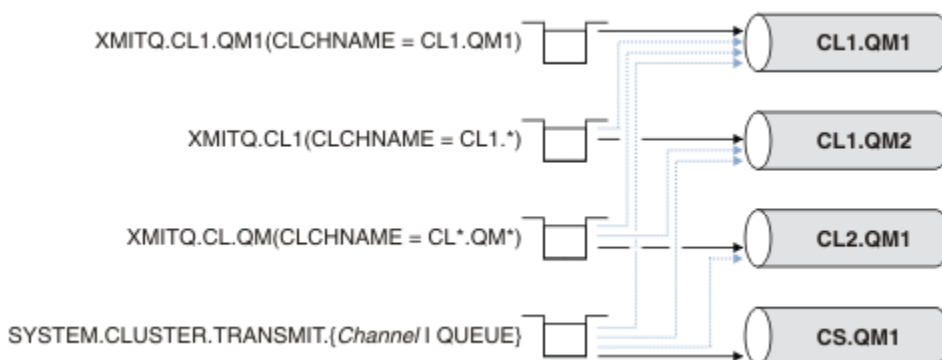 XMITQ.CL1.QM1(CLCHNAME = CL1.QM1)
CL1.QM1
XMITQ.CL1(CLCHNAME = CL1.*)
CL1.QM2
XMITQ.CL.QM(CLCHNAME = CL*.QM*)
CL2.QM1
SYSTEM.CLUSTER.TRANSMIT.{Channel I QUEUE}
CS.QM1